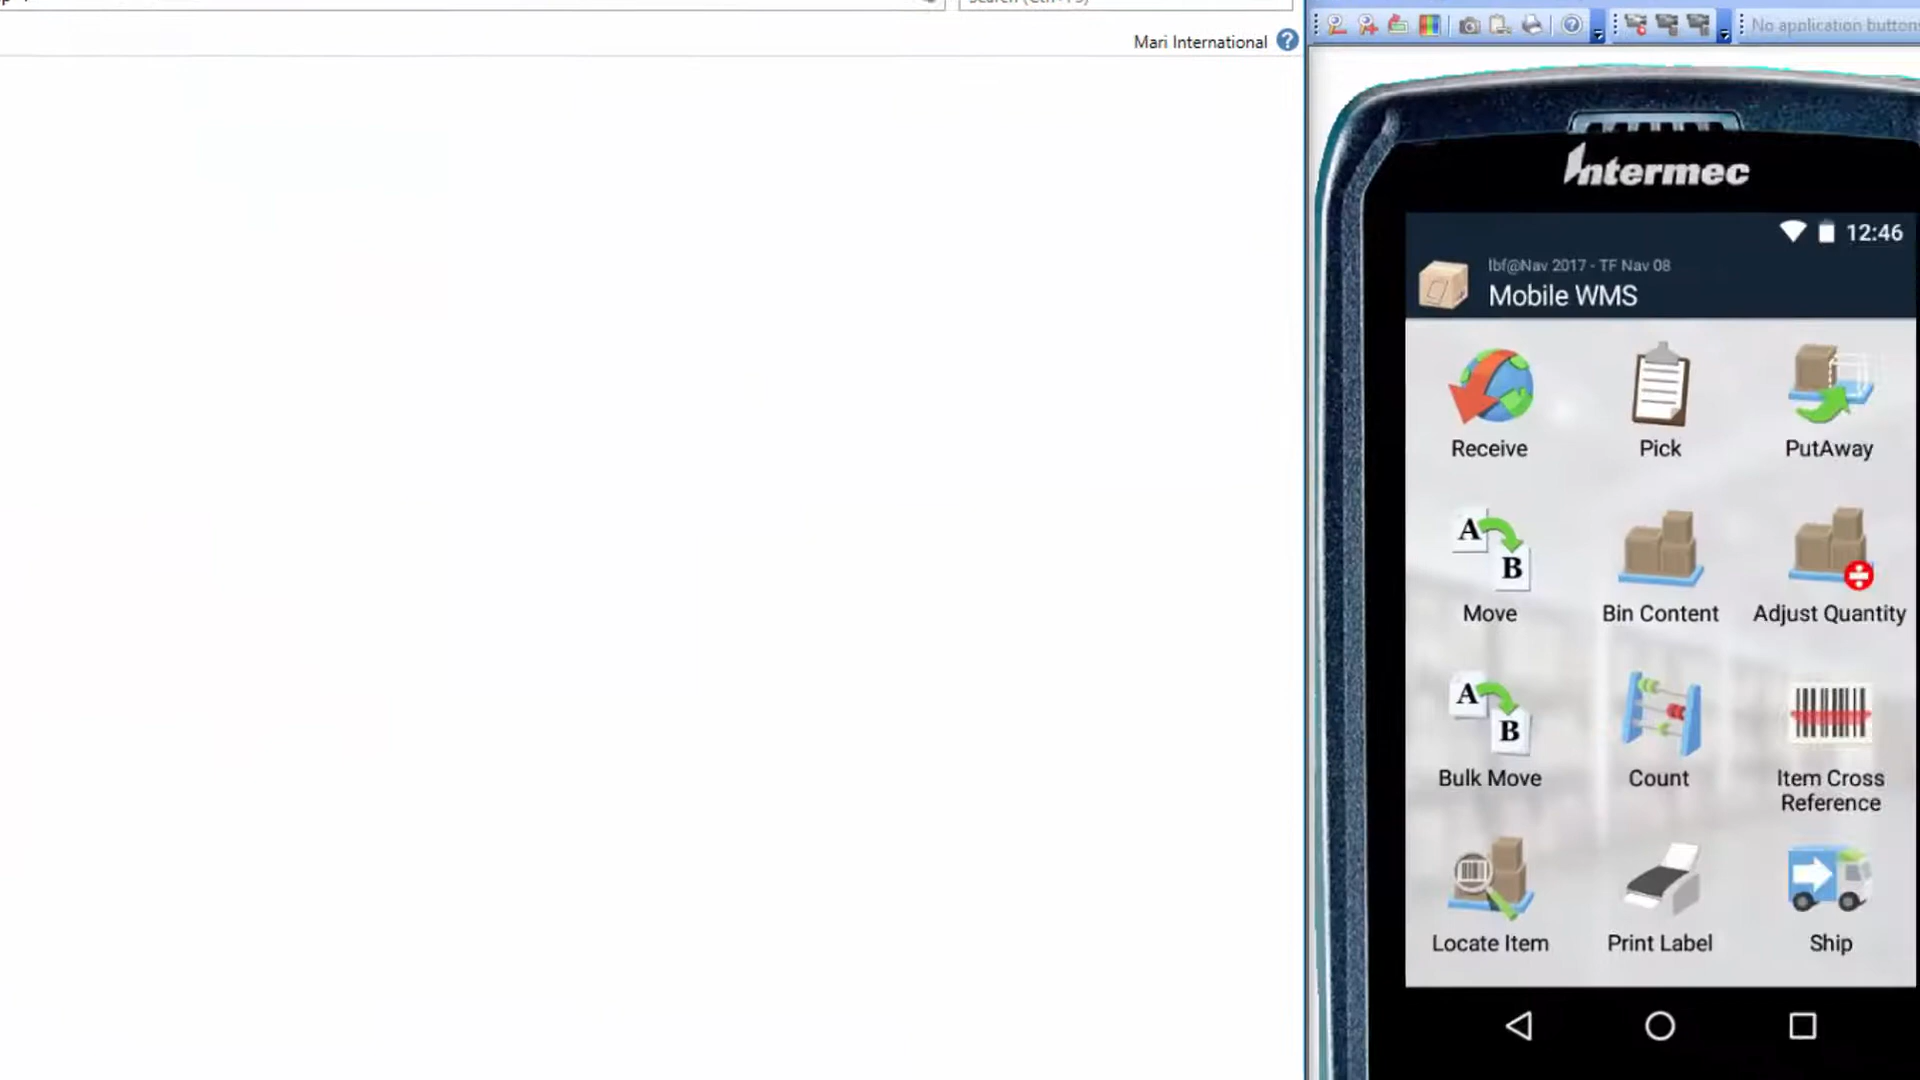 Mari International
No application buttons
Intermec
12:46
lbf@Nav 2017 - TF Nav 08
Mobile WMS
Receive
Pick
PutAway
A
B
Move
Bin Content
Adjust Quantity
A
B
Bulk Move
Count
Item Cross
Reference
Locate Item
Print Label
Ship